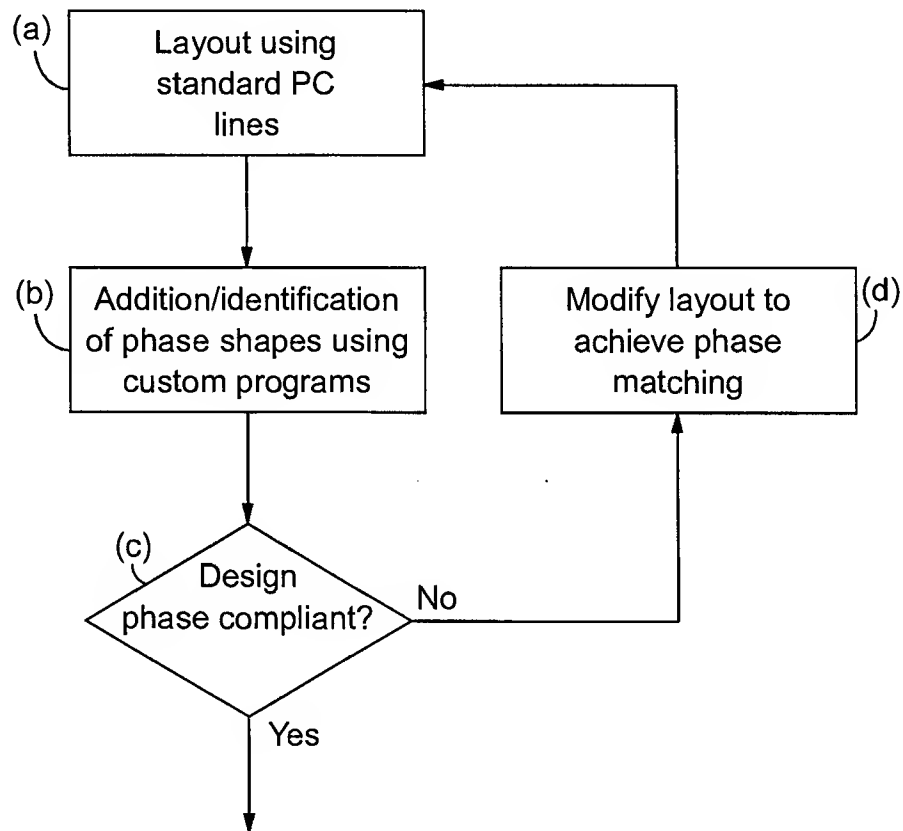 (a)
Layout using
standard PC
lines
(b)
Addition/identification
of phase shapes using
custom programs
Modify layout to
achieve phase
matching
(d)
(c)
Design
phase compliant?
No
Yes